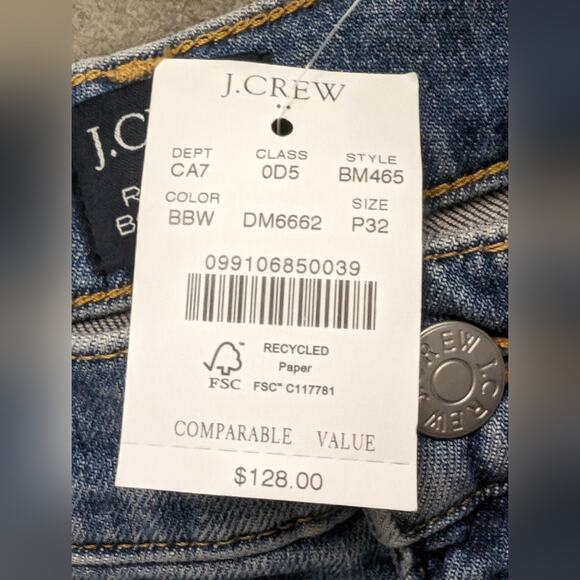 J.CREW
DEPT CLASS STYLE
CA7 0D5 BM465
COLOR SIZE
BBW DM6662 P32
099106850039
RECYCLED
Paper
FSC
FSC™ C117781
COMPARABLE VALUE
$128.00
J.C
R
B
CREW J.CREW